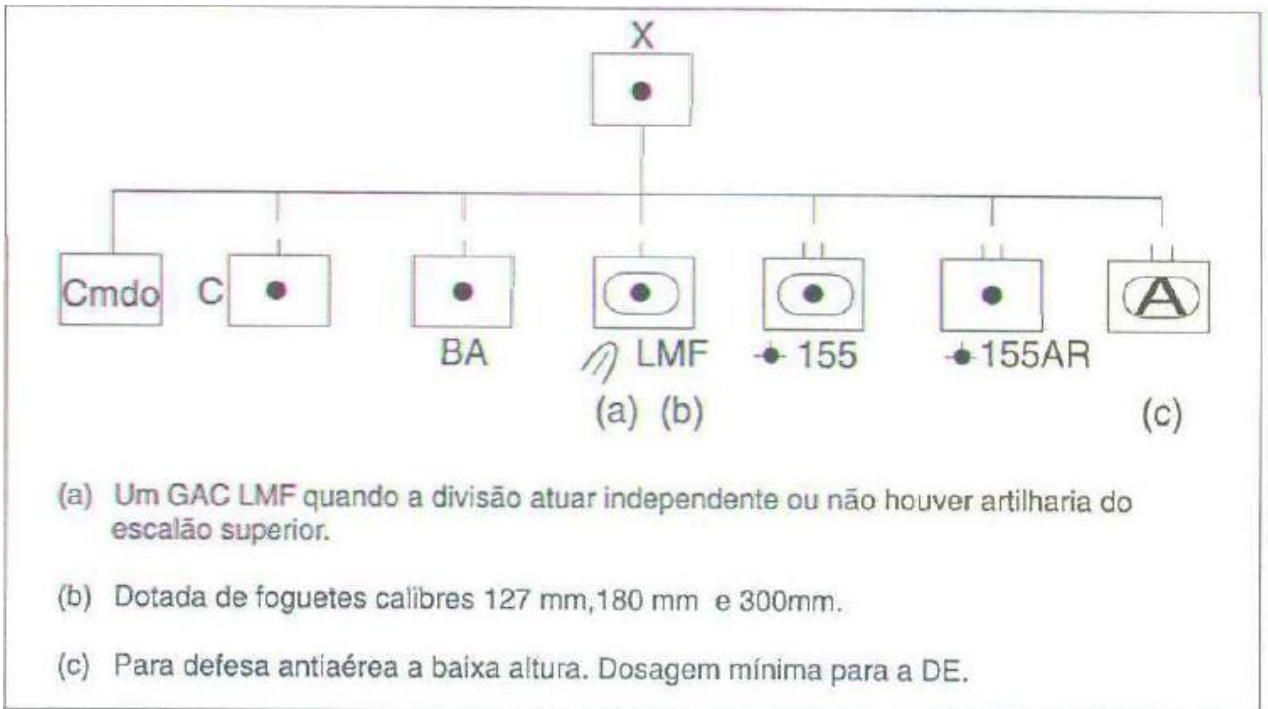 X
Cmdo
C
A
BA
LMF
155
155AR
(a) (b)
(c)
(a) Um GAC LMF quando a divisão atuar independente ou não houver artilharia do
escalão superior.
(b) Dotada de foguetes calibres 127 mm,180 mm e 300mm.
(c) Para defesa antiaérea a baixa altura. Dosagem mínima para a DE.